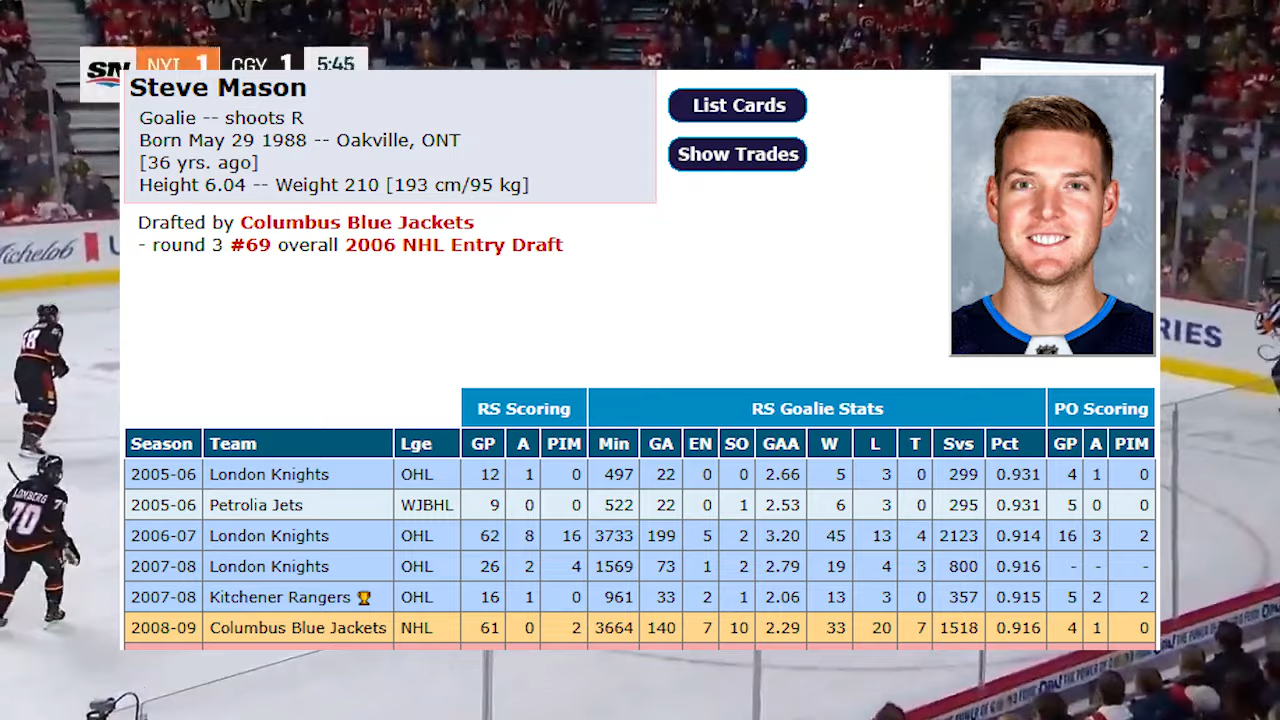 SN NYI 1 CGY 1 5:45
Steve Mason
Goalie -- shoots R
Born May 29 1988 -- Oakville, ONT
[36 yrs. ago]
Height 6.04 -- Weight 210 [193 cm/95 kg]
List Cards
Show Trades
Drafted by Columbus Blue Jackets
- round 3 #69 overall 2006 NHL Entry Draft
RS Scoring RS Goalie Stats PO Scoring
Season Team Lge GP A PIM Min GA EN SO GAA W L T Svs Pct GP A PIM
2005-06 London Knights OHL 12 1 0 497 22 0 0 2.66 5 3 0 299 0.931 4 1 0
2005-06 Petrolia Jets WJBHL 9 0 0 522 22 0 1 2.53 6 3 0 295 0.931 5 0 0
2006-07 London Knights OHL 62 8 16 3733 199 5 2 3.20 45 13 4 2123 0.914 16 3 2
2007-08 London Knights OHL 26 2 4 1569 73 1 2 2.79 19 4 3 800 0.916 - - -
2007-08 Kitchener Rangers OHL 16 1 0 961 33 2 1 2.06 13 3 0 357 0.915 5 2 2
2008-09 Columbus Blue Jackets NHL 61 0 2 3664 140 7 10 2.29 33 20 7 1518 0.916 4 1 0
Michelob U
RIES
LOMBERG
70